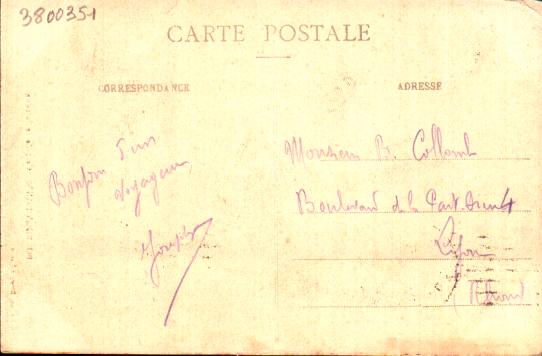 3800351
CARTE POSTALE
CORRESPONDANCE
ADRESSE
Bonjour d'un
voyageur
Joseph
Monsieur B. Collomb
Boulevard de la Part Dieu
Lyon
(Rhône)